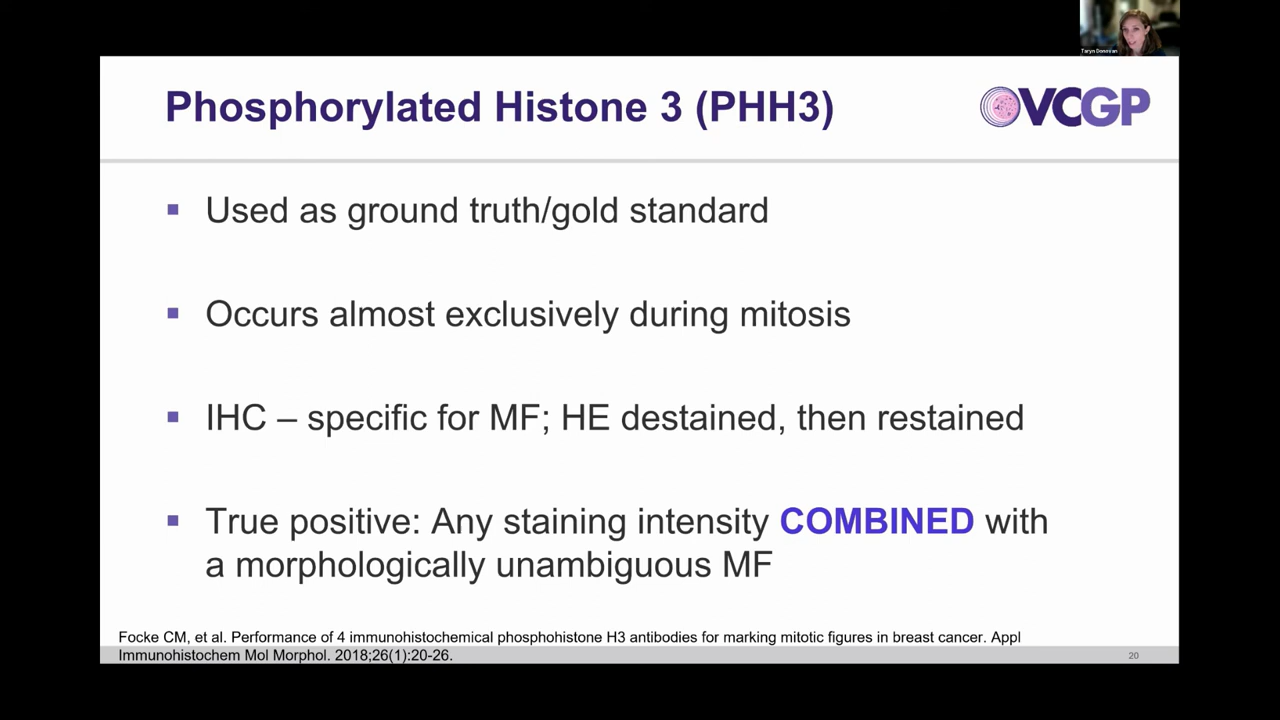 Taryn Donovan
Phosphorylated Histone 3 (PHH3)
VCGP
▪ Used as ground truth/gold standard
▪ Occurs almost exclusively during mitosis
▪ IHC – specific for MF; HE destained, then restained
▪ True positive: Any staining intensity COMBINED with
a morphologically unambiguous MF
Focke CM, et al. Performance of 4 immunohistochemical phosphohistone H3 antibodies for marking mitotic figures in breast cancer. Appl
Immunohistochem Mol Morphol. 2018;26(1):20-26.
20